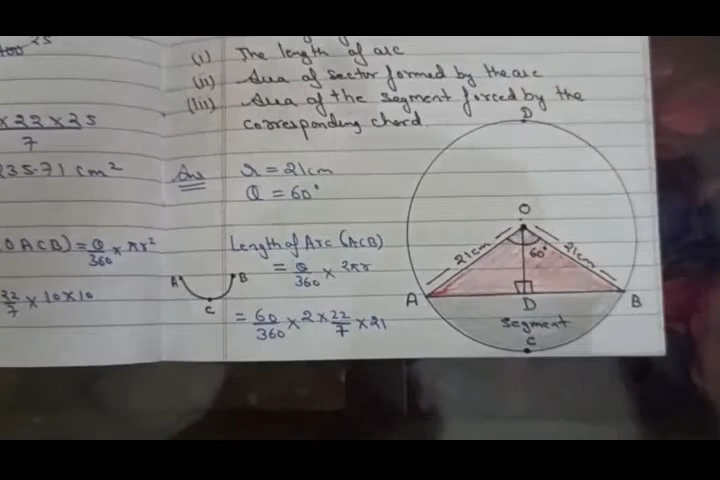 25
(i) The length of arc
(ii) Area of sector formed by the arc
(iii) Area of the segment forced by the
corresponding chord.
× 22 × 25
7
235.71 cm²
Ans r = 21cm
θ = 60°
OACB) = θ/360 × πr²
22/7 × 10×10
Length of Arc (ACB)
= θ/360 × 2πr
= 60/360 × 2 × 22/7 × 21
A B
C
D
O
21cm 60° 21cm
A D B
segment
C